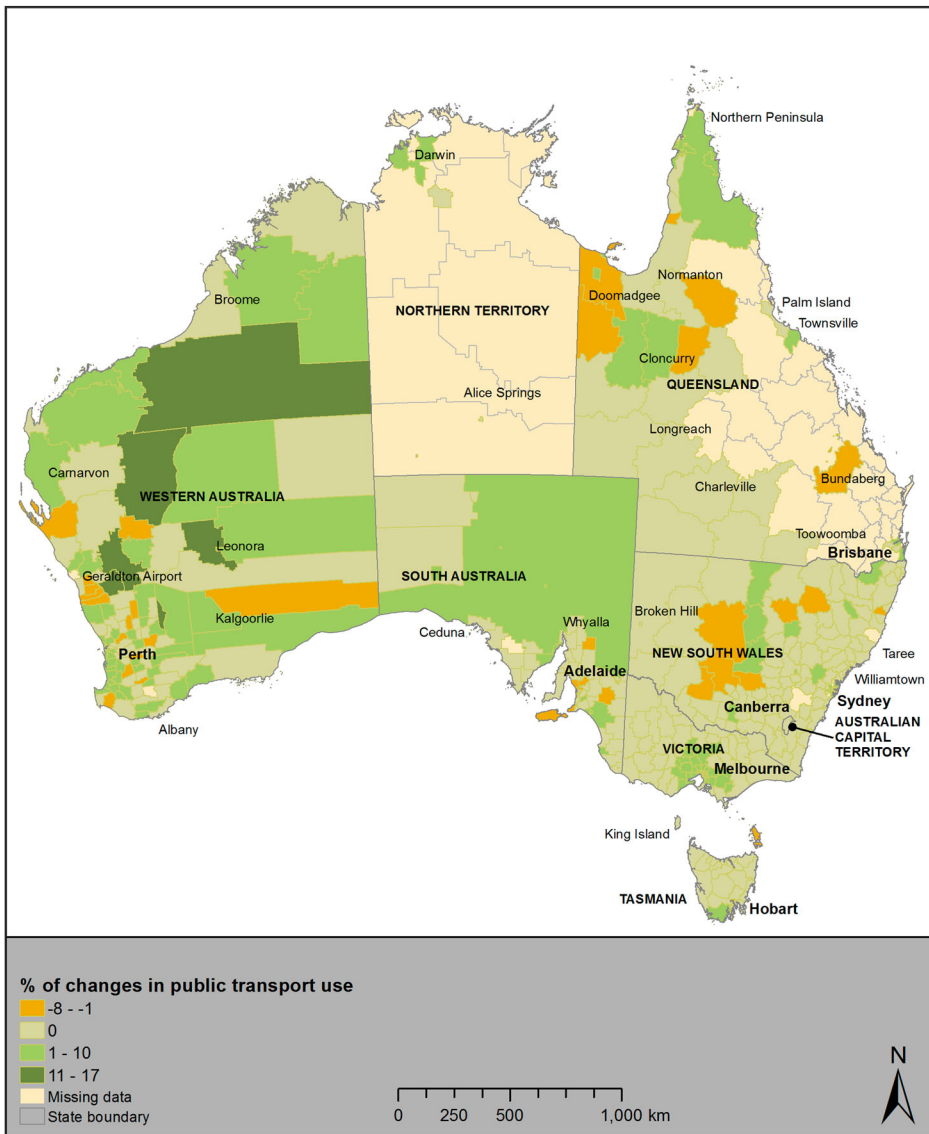 Northern Peninsula
Darwin
Normanton
Broome
Doomadgee
Palm Island
NORTHERN TERRITORY
Townsville
Cloncurry
QUEENSLAND
Alice Springs
Longreach
Carnarvon
Charleville
Bundaberg
WESTERN AUSTRALIA
Toowoomba
Leonora
Brisbane
Geraldton Airport
SOUTH AUSTRALIA
Broken Hill
Kalgoorlie
Whyalla
Ceduna
Perth
NEW SOUTH WALES
Taree
Adelaide
Williamtown
Sydney
Canberra
Albany
AUSTRALIAN
CAPITAL
TERRITORY
VICTORIA
Melbourne
King Island
TASMANIA
Hobart
% of changes in public transport use
-8 - -1
0
1 - 10
11 - 17
Missing data
State boundary
0 250 500 1,000 km
N